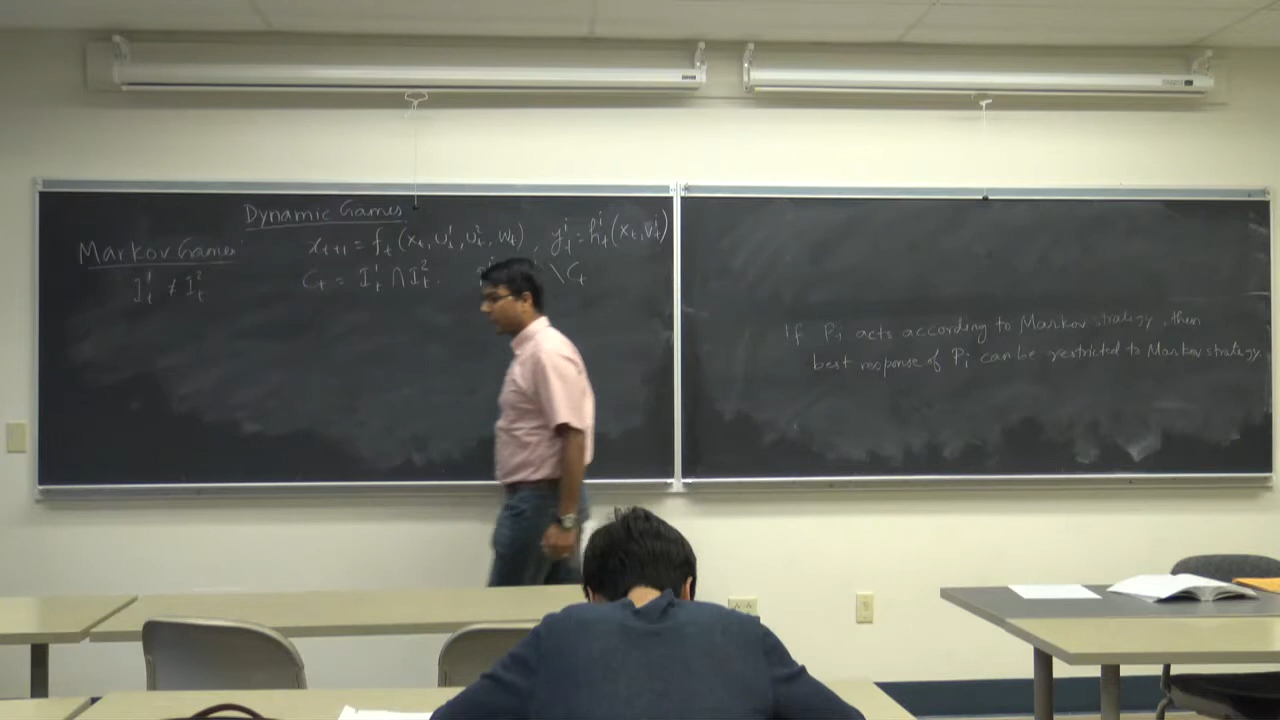 Dynamic Games
Markov Games
x_{t+1} = f_t (x_t, u_t^1, u_t^2, w_t), y_t^i = h_t^i (x_t, v_t^i)
I_t^1 ≠ I_t^2
C_t = I_t^1 ∩ I_t^2.
\ C_t
If P_i acts according to Markov strategy, then
best response of P_i can be restricted to Markov strategy